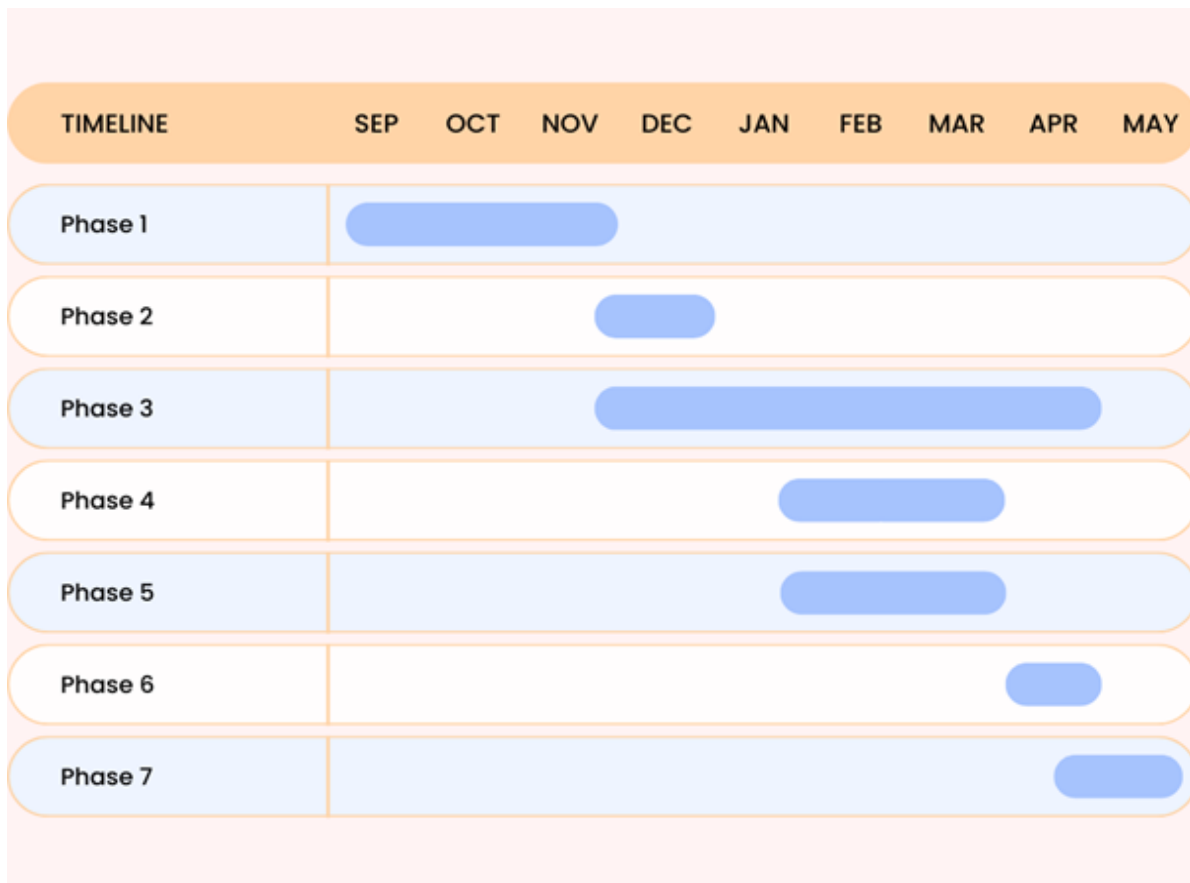 TIMELINE SEP OCT NOV DEC JAN FEB MAR APR MAY
Phase 1
Phase 2
Phase 3
Phase 4
Phase 5
Phase 6
Phase 7